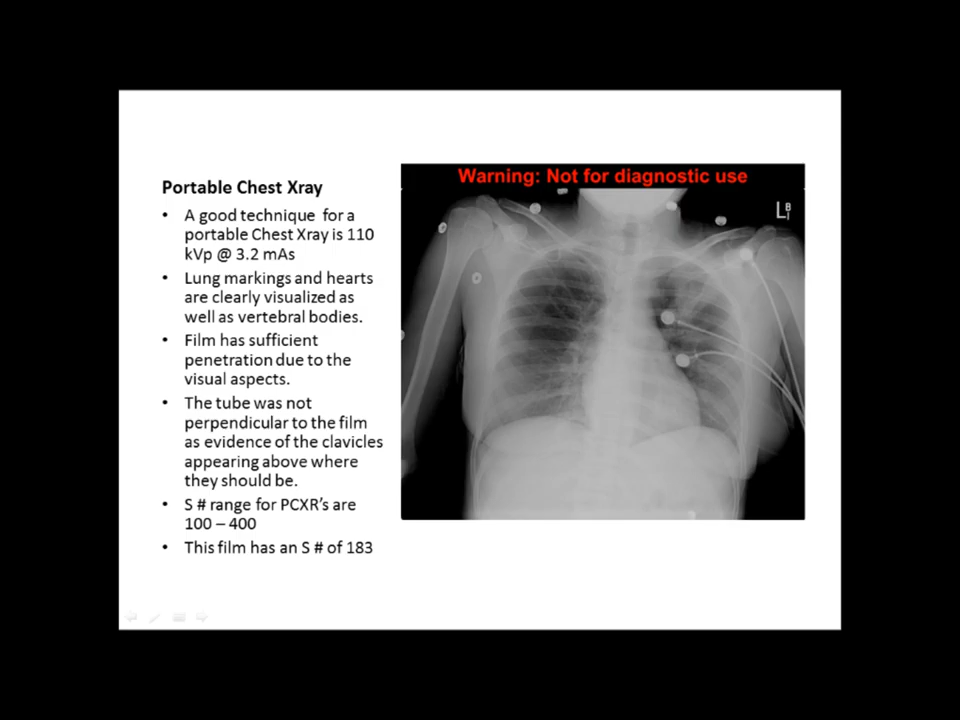 Portable Chest Xray
• A good technique for a
portable Chest Xray is 110
kVp @ 3.2 mAs
• Lung markings and hearts
are clearly visualized as
well as vertebral bodies.
• Film has sufficient
penetration due to the
visual aspects.
• The tube was not
perpendicular to the film
as evidence of the clavicles
appearing above where
they should be.
• S # range for PCXR's are
100 – 400
• This film has an S # of 183
Warning: Not for diagnostic use
L